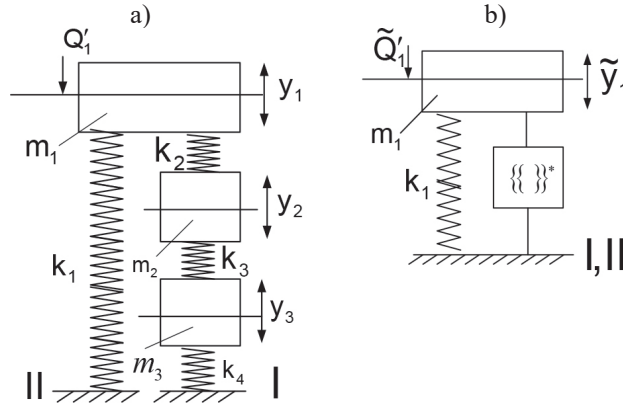 a)
Q′₁
y₁
m₁
k₂
y₂
m₂
k₁
k₃
y₃
m₃
k₄
II
I
b)
Q̃′₁
ỹ₁
m₁
k₁
{{ }}*
I,II